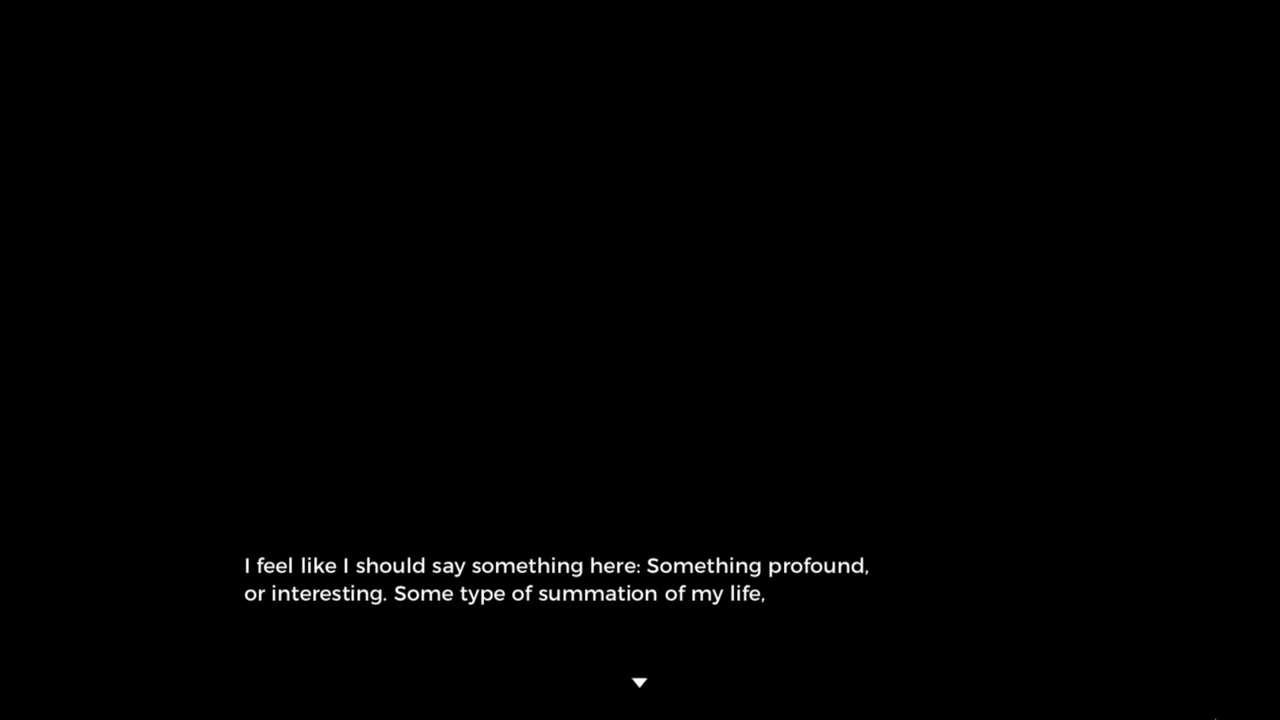 I feel like I should say something here: Something profound,
or interesting. Some type of summation of my life,